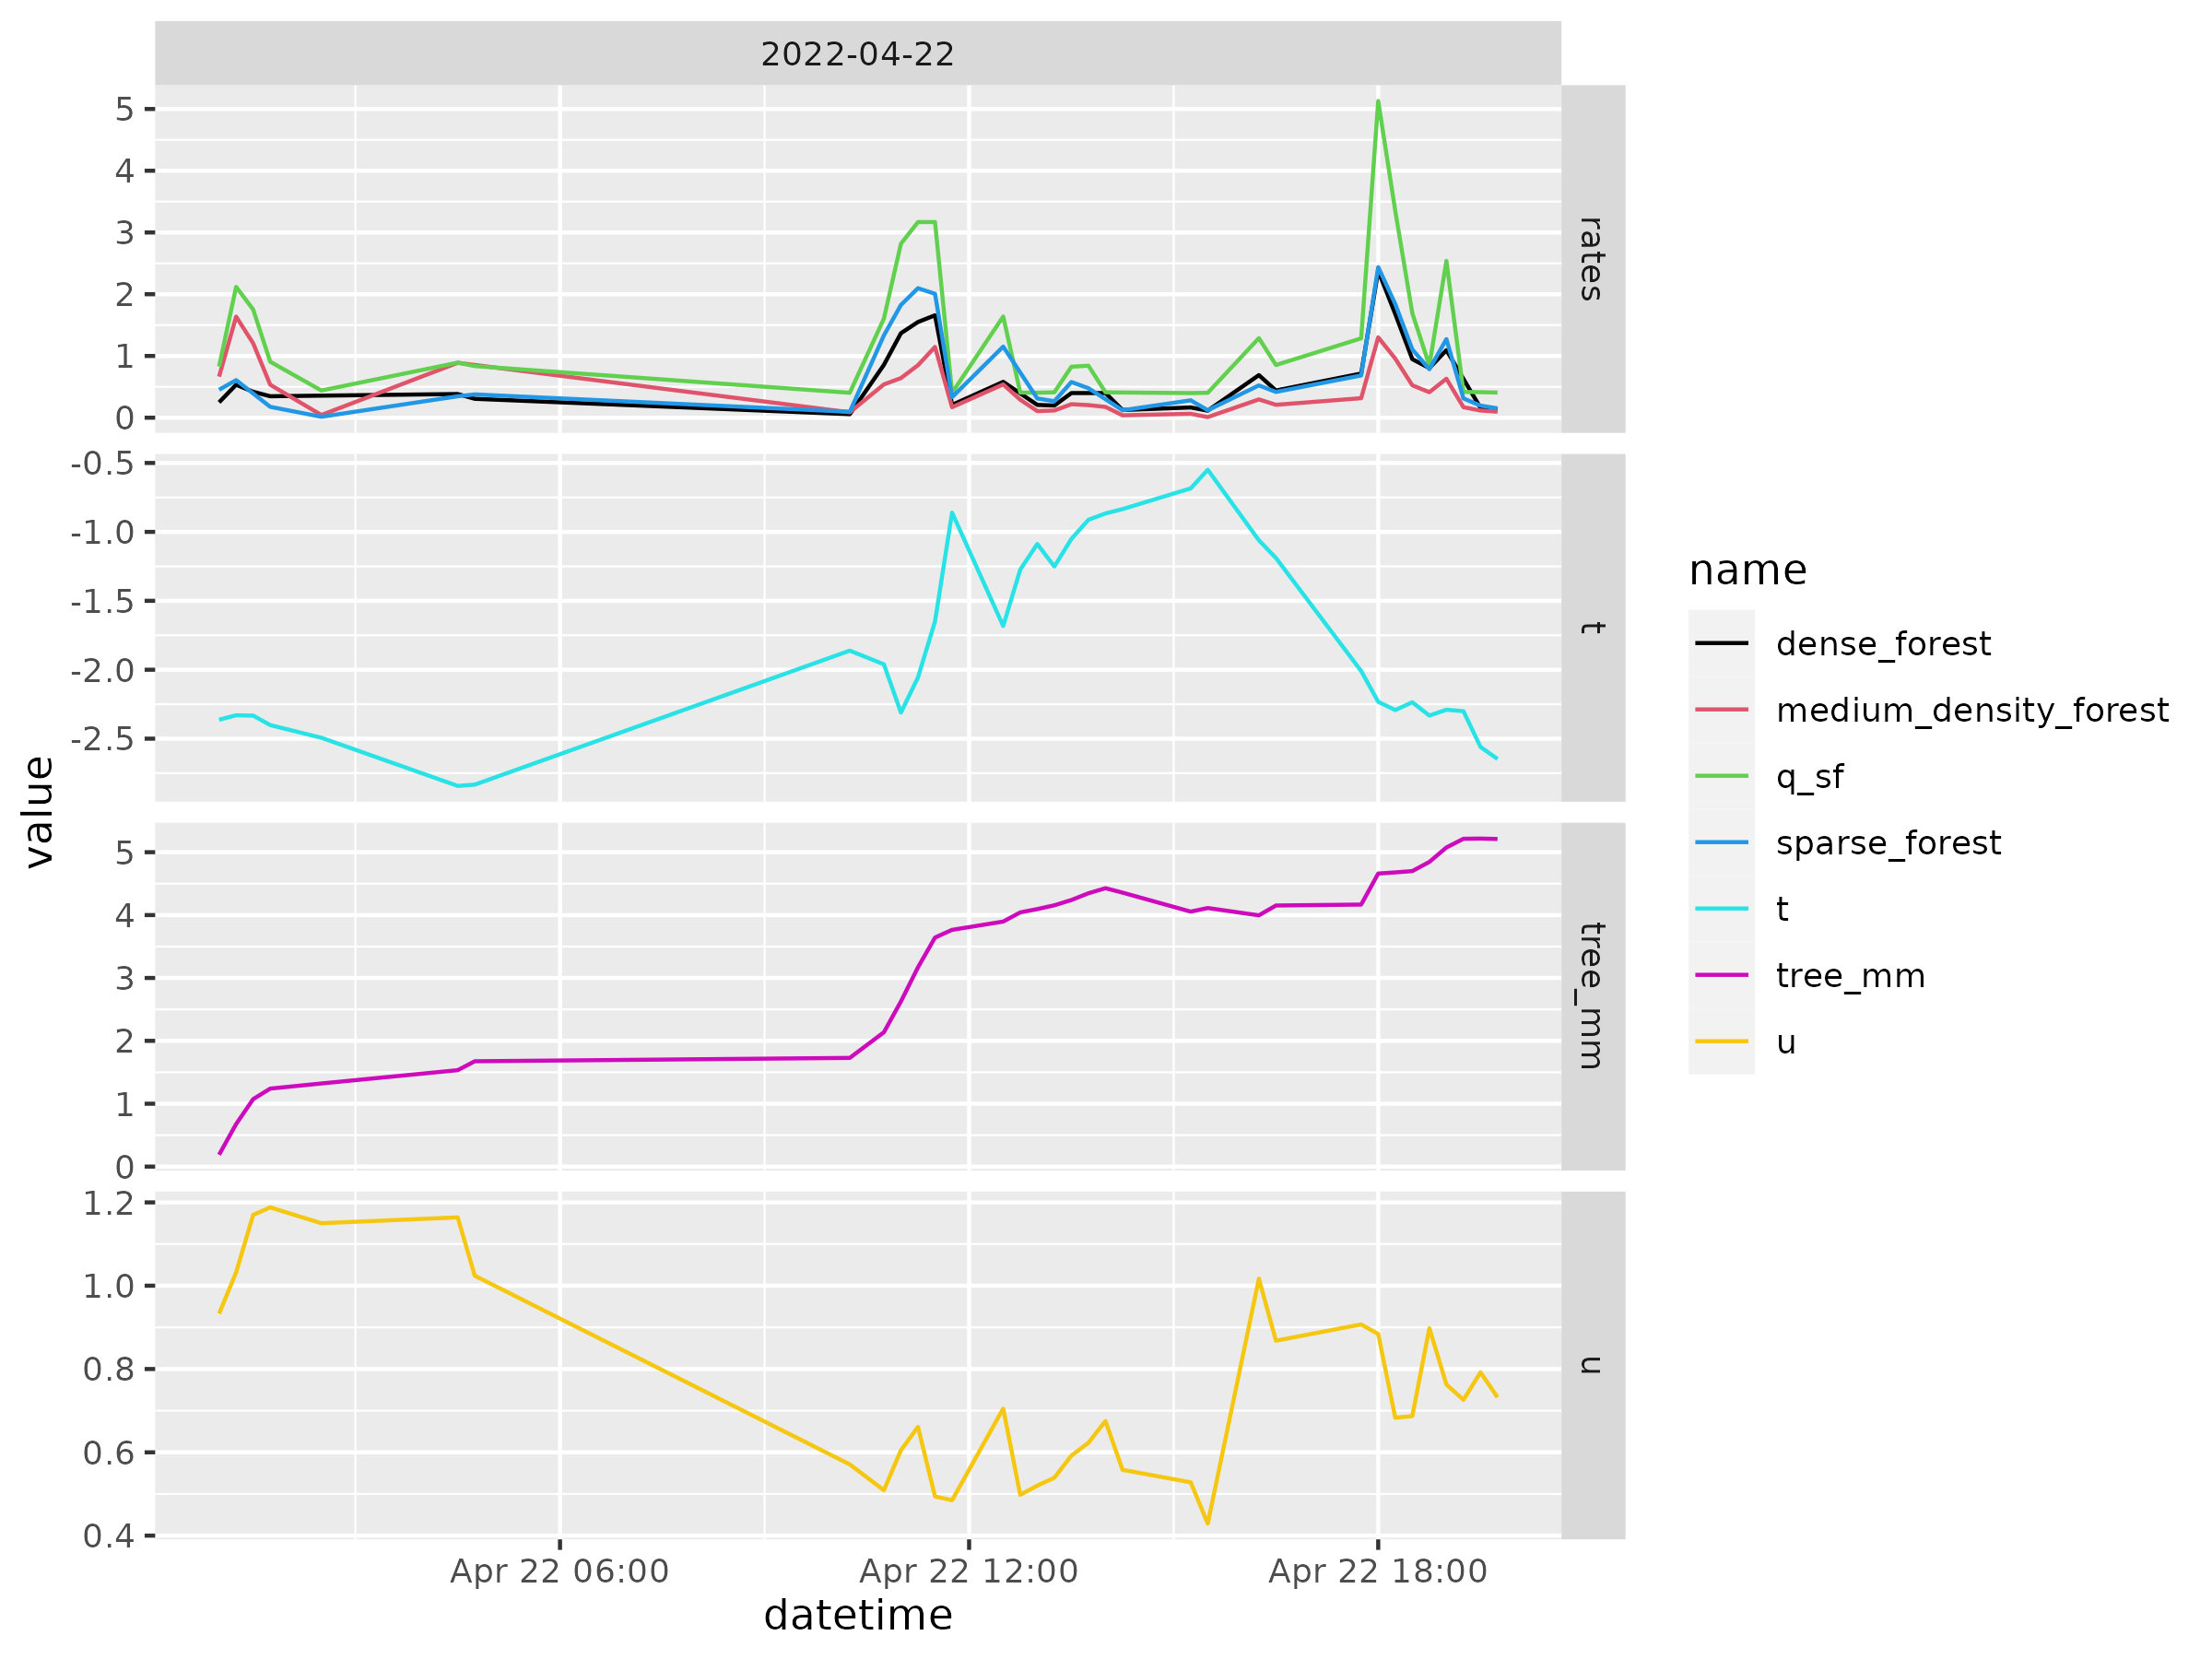 2022-04-22
5
4
3
2
1
0
rates
-0.5
-1.0
-1.5
-2.0
-2.5
t
5
4
3
2
1
0
tree_mm
1.2
1.0
0.8
0.6
0.4
u
Apr 22 06:00 Apr 22 12:00 Apr 22 18:00
datetime
value
name
dense_forest
medium_density_forest
q_sf
sparse_forest
t
tree_mm
u